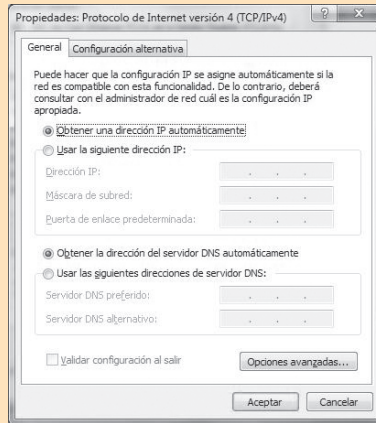 Propiedades: Protocolo de Internet versión 4 (TCP/IPv4)
General
Configuración alternativa
Puede hacer que la configuración IP se asigne automáticamente si la
red es compatible con esta funcionalidad. De lo contrario, deberá
consultar con el administrador de red cuál es la configuración IP
apropiada.
Obtener una dirección IP automáticamente
Usar la siguiente dirección IP:
Dirección IP:
Máscara de subred:
Puerta de enlace predeterminada:
Obtener la dirección del servidor DNS automáticamente
Usar las siguientes direcciones de servidor DNS:
Servidor DNS preferido:
Servidor DNS alternativo:
Validar configuración al salir
Opciones avanzadas...
Aceptar
Cancelar